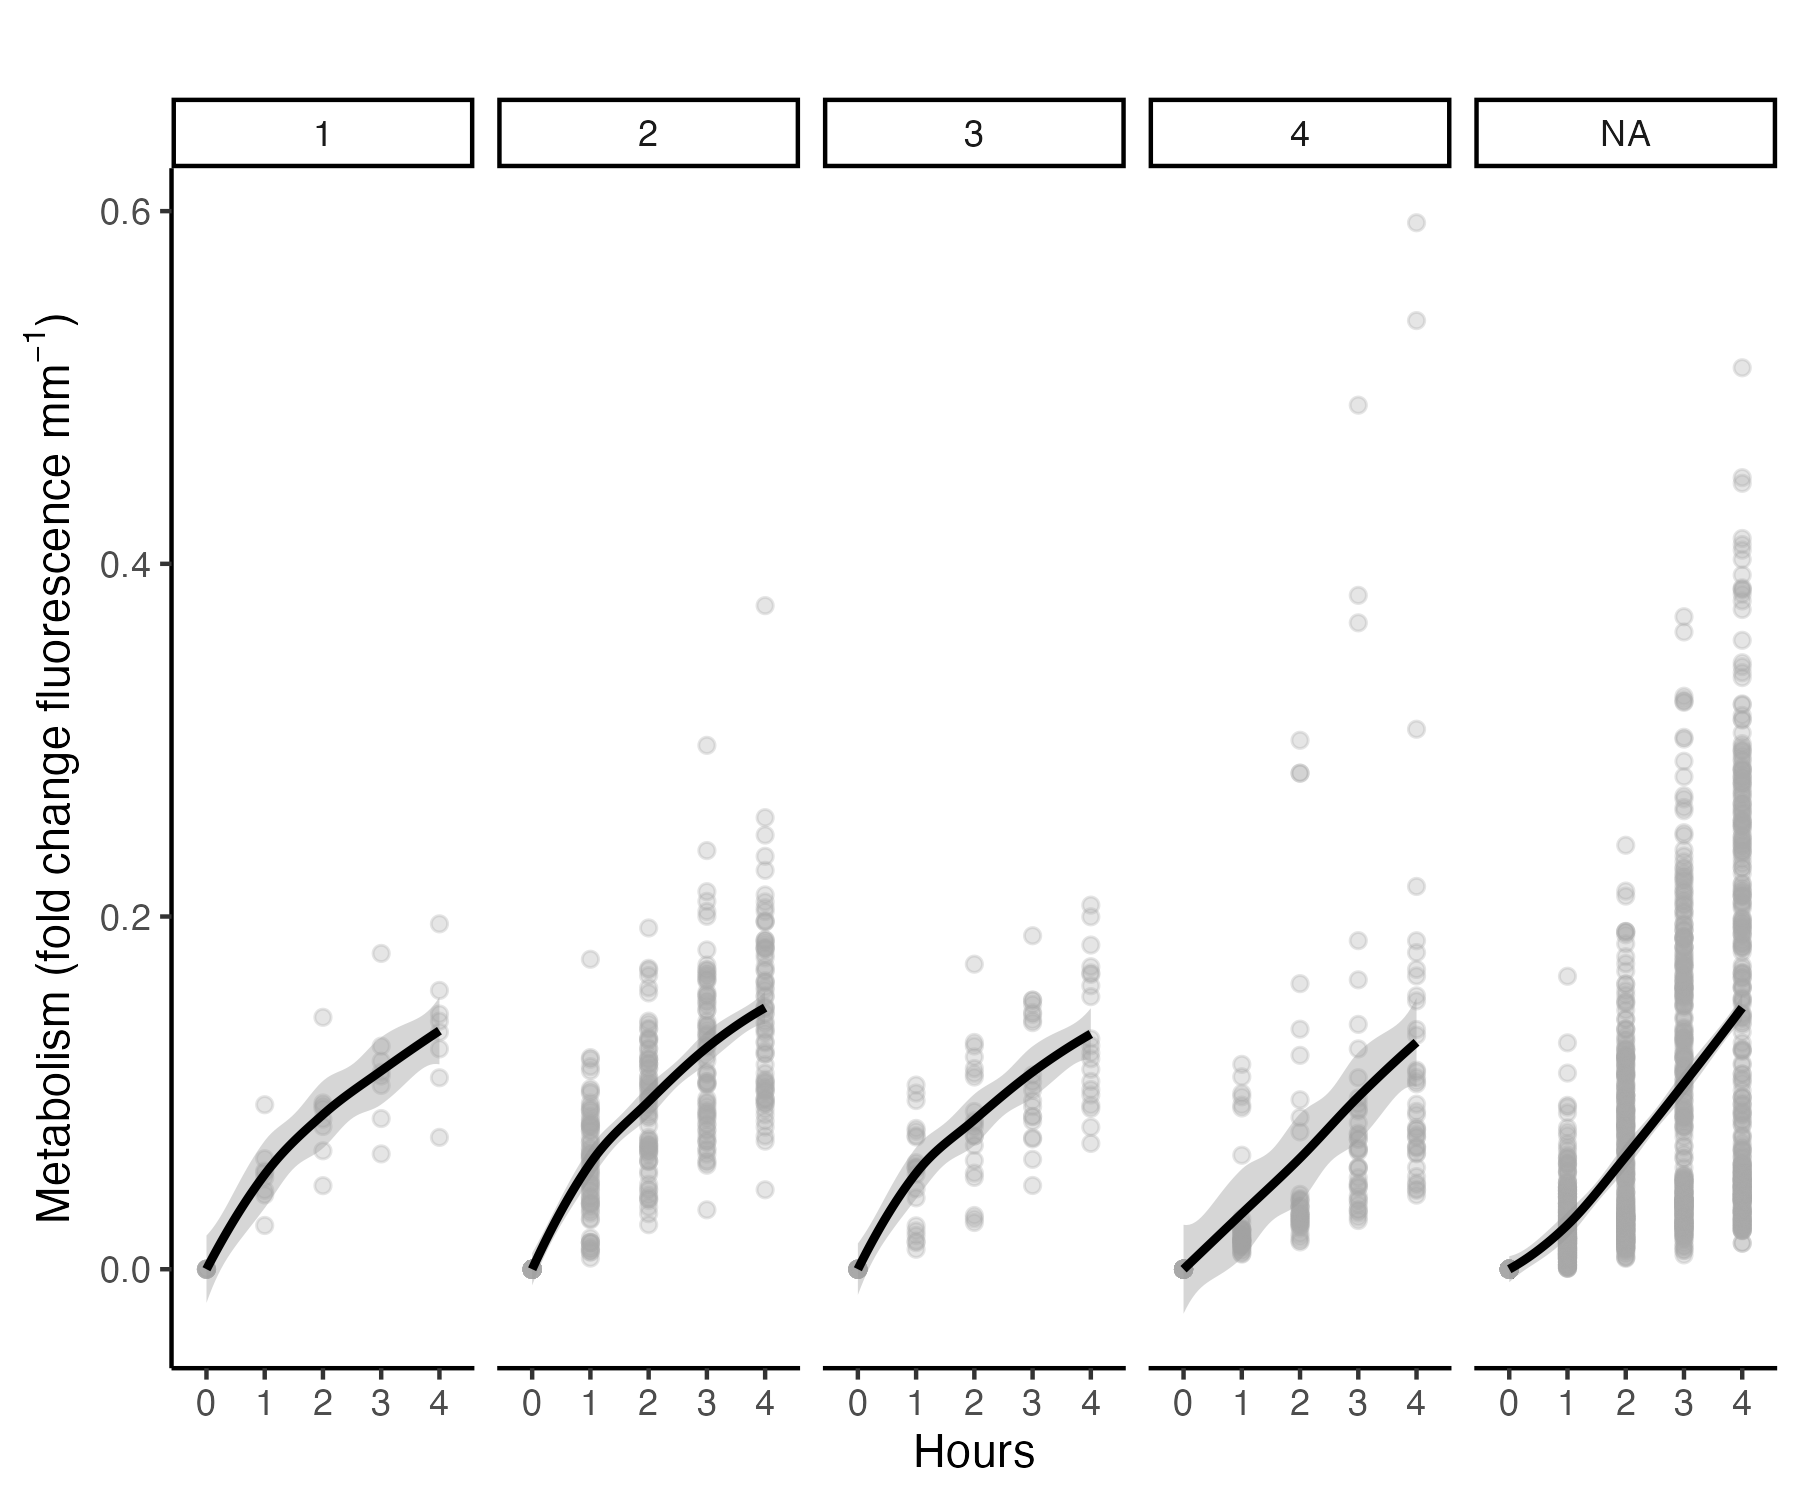 1 2 3 4 NA
0.6
0.4
0.2
0.0
Metabolism (fold change fluorescence mm⁻¹)
0 1 2 3 4 0 1 2 3 4 0 1 2 3 4 0 1 2 3 4 0 1 2 3 4
Hours